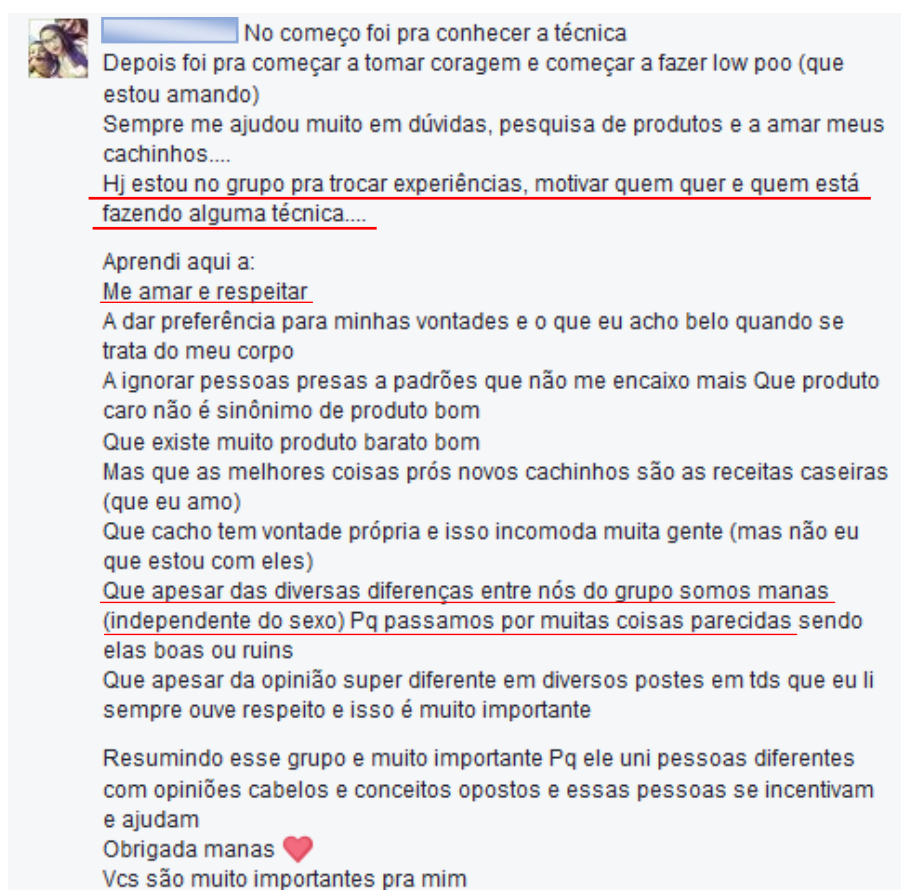 No começo foi pra conhecer a técnica
Depois foi pra começar a tomar coragem e começar a fazer low poo (que
estou amando)
Sempre me ajudou muito em dúvidas, pesquisa de produtos e a amar meus
cachinhos....
Hj estou no grupo pra trocar experiências, motivar quem quer e quem está
fazendo alguma técnica....
Aprendi aqui a:
Me amar e respeitar
A dar preferência para minhas vontades e o que eu acho belo quando se
trata do meu corpo
A ignorar pessoas presas a padrões que não me encaixo mais Que produto
caro não é sinônimo de produto bom
Que existe muito produto barato bom
Mas que as melhores coisas prós novos cachinhos são as receitas caseiras
(que eu amo)
Que cacho tem vontade própria e isso incomoda muita gente (mas não eu
que estou com eles)
Que apesar das diversas diferenças entre nós do grupo somos manas
(independente do sexo) Pq passamos por muitas coisas parecidas sendo
elas boas ou ruins
Que apesar da opinião super diferente em diversos postes em tds que eu li
sempre ouve respeito e isso é muito importante
Resumindo esse grupo e muito importante Pq ele uni pessoas diferentes
com opiniões cabelos e conceitos opostos e essas pessoas se incentivam
e ajudam
Obrigada manas ❤
Vcs são muito importantes pra mim